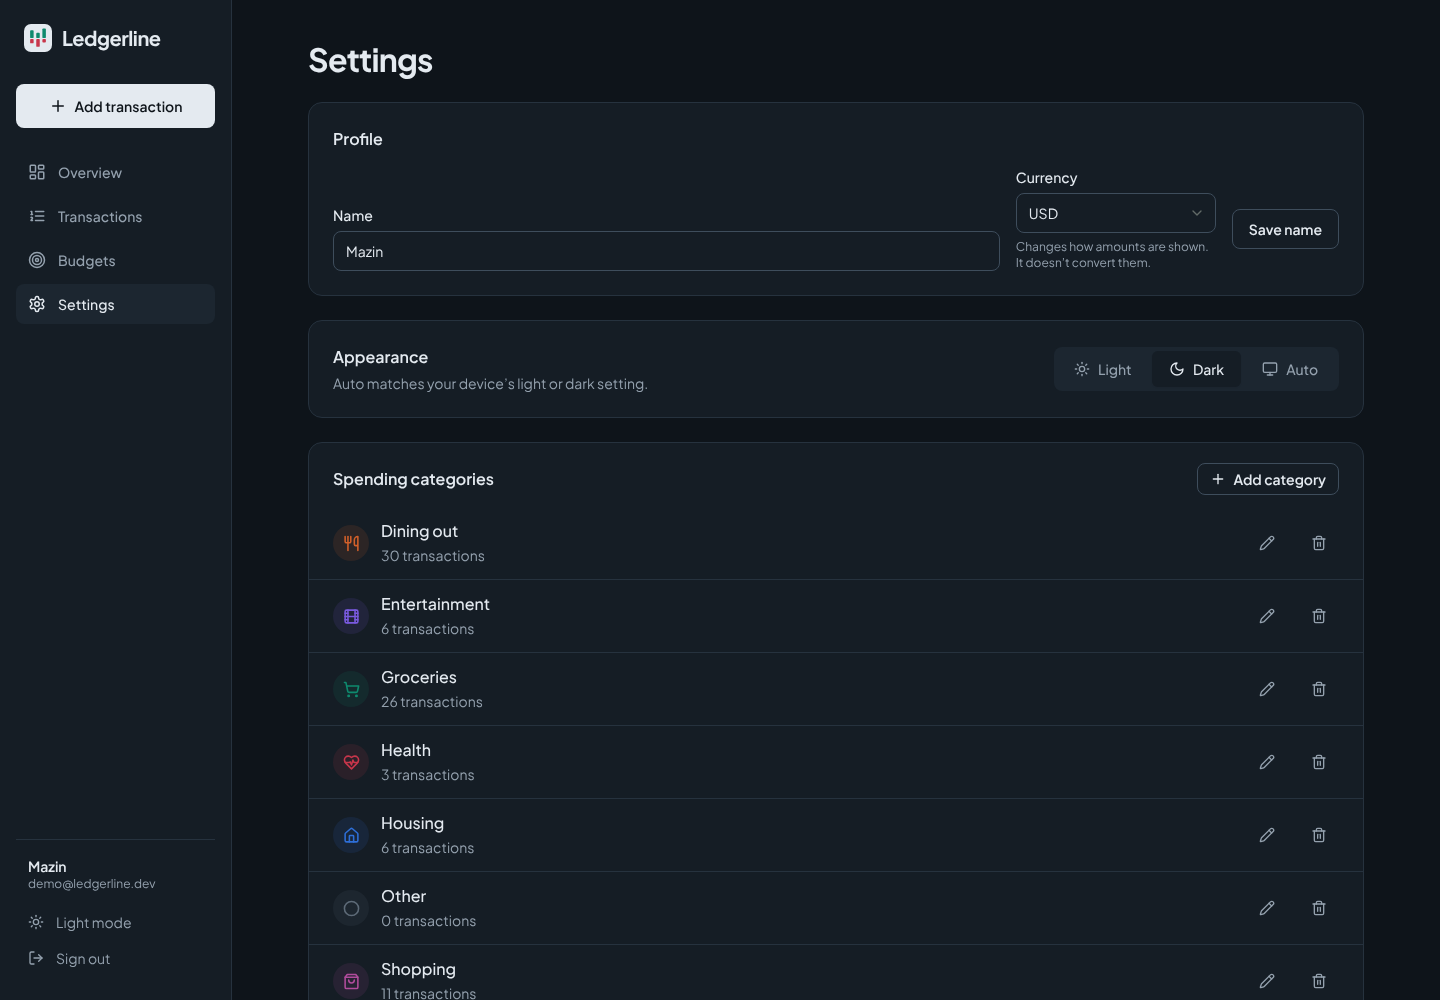 Ledgerline
Add transaction
Overview
Transactions
Budgets
Settings
Mazin
demo@ledgerline.dev
Light mode
Sign out
Settings
Profile
Name
Mazin
Currency
USD
Changes how amounts are shown.
It doesn't convert them.
Save name
Appearance
Auto matches your device's light or dark setting.
Light
Dark
Auto
Spending categories
Add category
Dining out
30 transactions
Entertainment
6 transactions
Groceries
26 transactions
Health
3 transactions
Housing
6 transactions
Other
0 transactions
Shopping
11 transactions